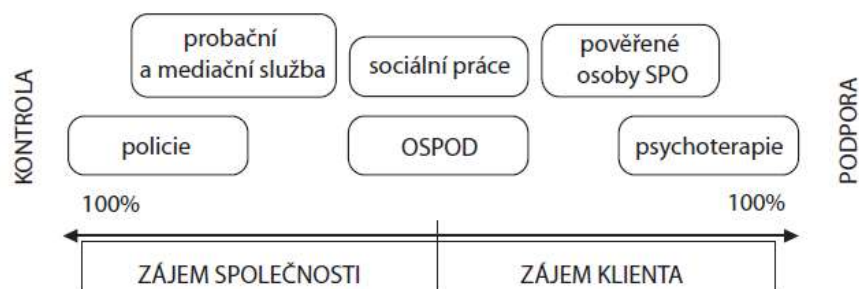 KONTROLA
probační
a mediační služba
sociální práce
pověřené
osoby SPO
policie
OSPOD
psychoterapie
PODPORA
100%
100%
ZÁJEM SPOLEČNOSTI
ZÁJEM KLIENTA